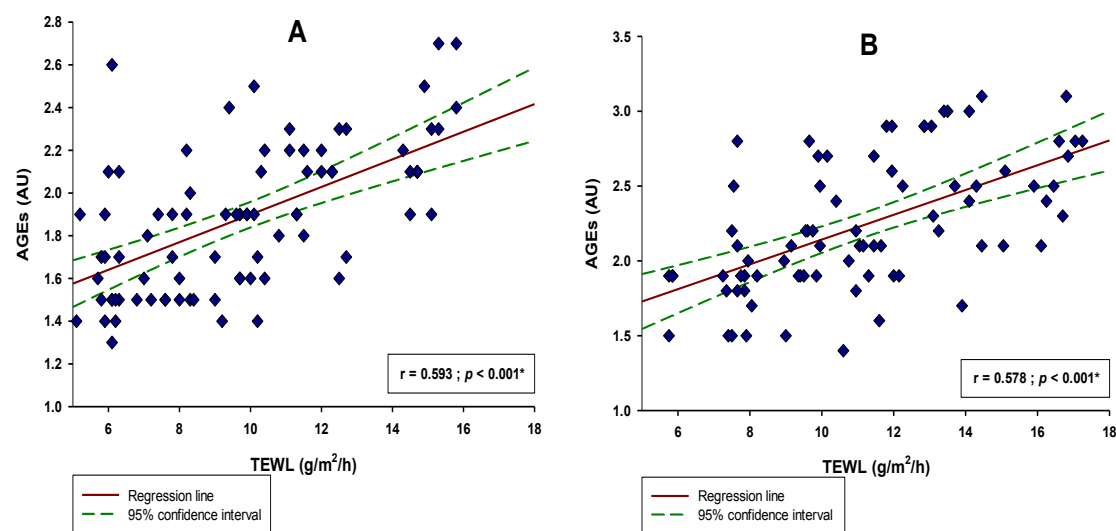 A
AGEs (AU)
2.8
2.6
2.4
2.2
2.0
1.8
1.6
1.4
1.2
1.0
r = 0.593 ; p < 0.001*
6 8 10 12 14 16 18
TEWL (g/m²/h)
Regression line
95% confidence interval
B
AGEs (AU)
3.5
3.0
2.5
2.0
1.5
1.0
r = 0.578 ; p < 0.001*
6 8 10 12 14 16 18
TEWL (g/m²/h)
Regression line
95% confidence interval